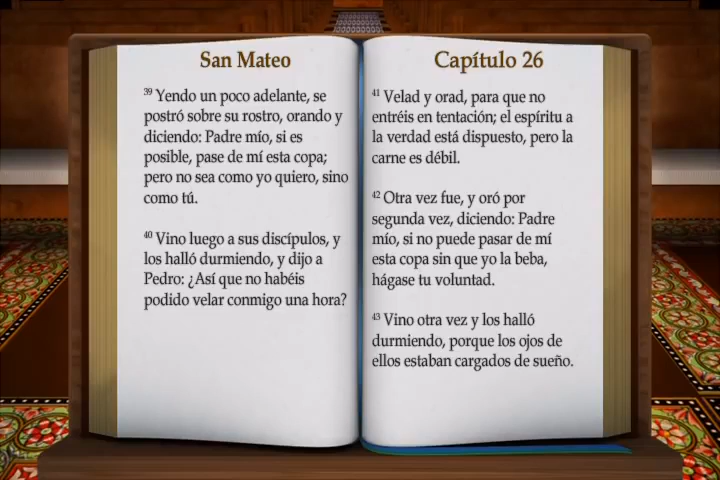 San Mateo
39 Yendo un poco adelante, se
postró sobre su rostro, orando y
diciendo: Padre mío, si es
posible, pase de mí esta copa;
pero no sea como yo quiero, sino
como tú.
40 Vino luego a sus discípulos, y
los halló durmiendo, y dijo a
Pedro: ¿Así que no habéis
podido velar conmigo una hora?
Capítulo 26
41 Velad y orad, para que no
entréis en tentación; el espíritu a
la verdad está dispuesto, pero la
carne es débil.
42 Otra vez fue, y oró por
segunda vez, diciendo: Padre
mío, si no puede pasar de mí
esta copa sin que yo la beba,
hágase tu voluntad.
43 Vino otra vez y los halló
durmiendo, porque los ojos de
ellos estaban cargados de sueño.